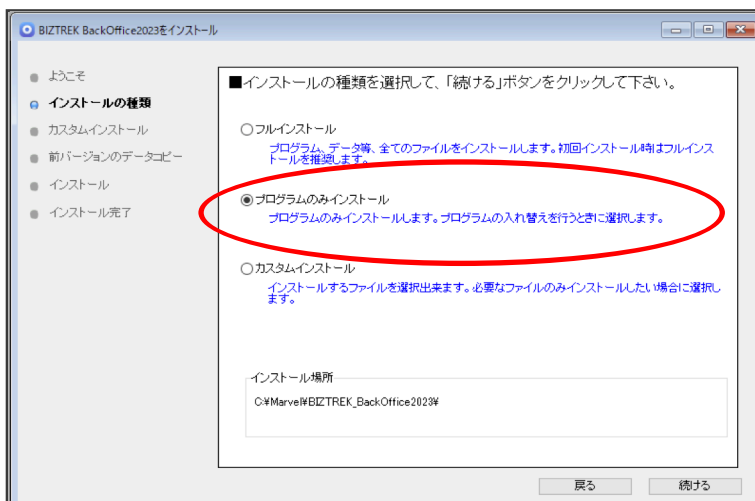 BIZTREK BackOffice2023をインストール
ようこそ
インストールの種類
カスタムインストール
前バージョンのデータコピー
インストール
インストール完了
■インストールの種類を選択して、「続ける」ボタンをクリックして下さい。
フルインストール
プログラム、データ等、全てのファイルをインストールします。初回インストール時はフルインス
トールを推奨します。
プログラムのみインストール
プログラムのみインストールします。プログラムの入れ替えを行うときに選択します。
カスタムインストール
インストールするファイルを選択出来ます。必要なファイルのみインストールしたい場合に選択し
ます。
インストール場所
C:¥Marvel¥BIZTREK_BackOffice2023¥
戻る
続ける